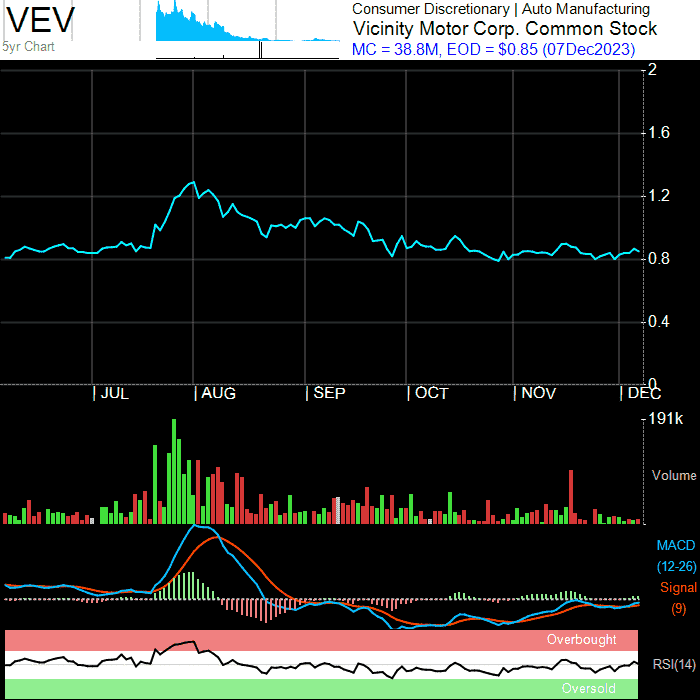 VEV
5yr Chart
Consumer Discretionary | Auto Manufacturing
Vicinity Motor Corp. Common Stock
MC = 38.8M, EOD = $0.85 (07Dec2023)
2
1.6
1.2
0.8
0.4
0
| JUL | AUG | SEP | OCT | NOV | DEC
191k
Volume
MACD
(12-26)
Signal
(9)
Overbought
RSI(14)
Oversold